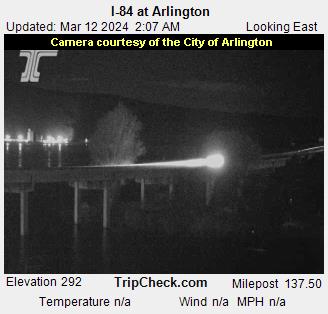 I-84 at Arlington
Updated: Mar 12 2024 2:07 AM Looking East
Camera courtesy of the City of Arlington
Elevation 292 TripCheck.com Milepost 137.50
Temperature n/a Wind n/a MPH n/a